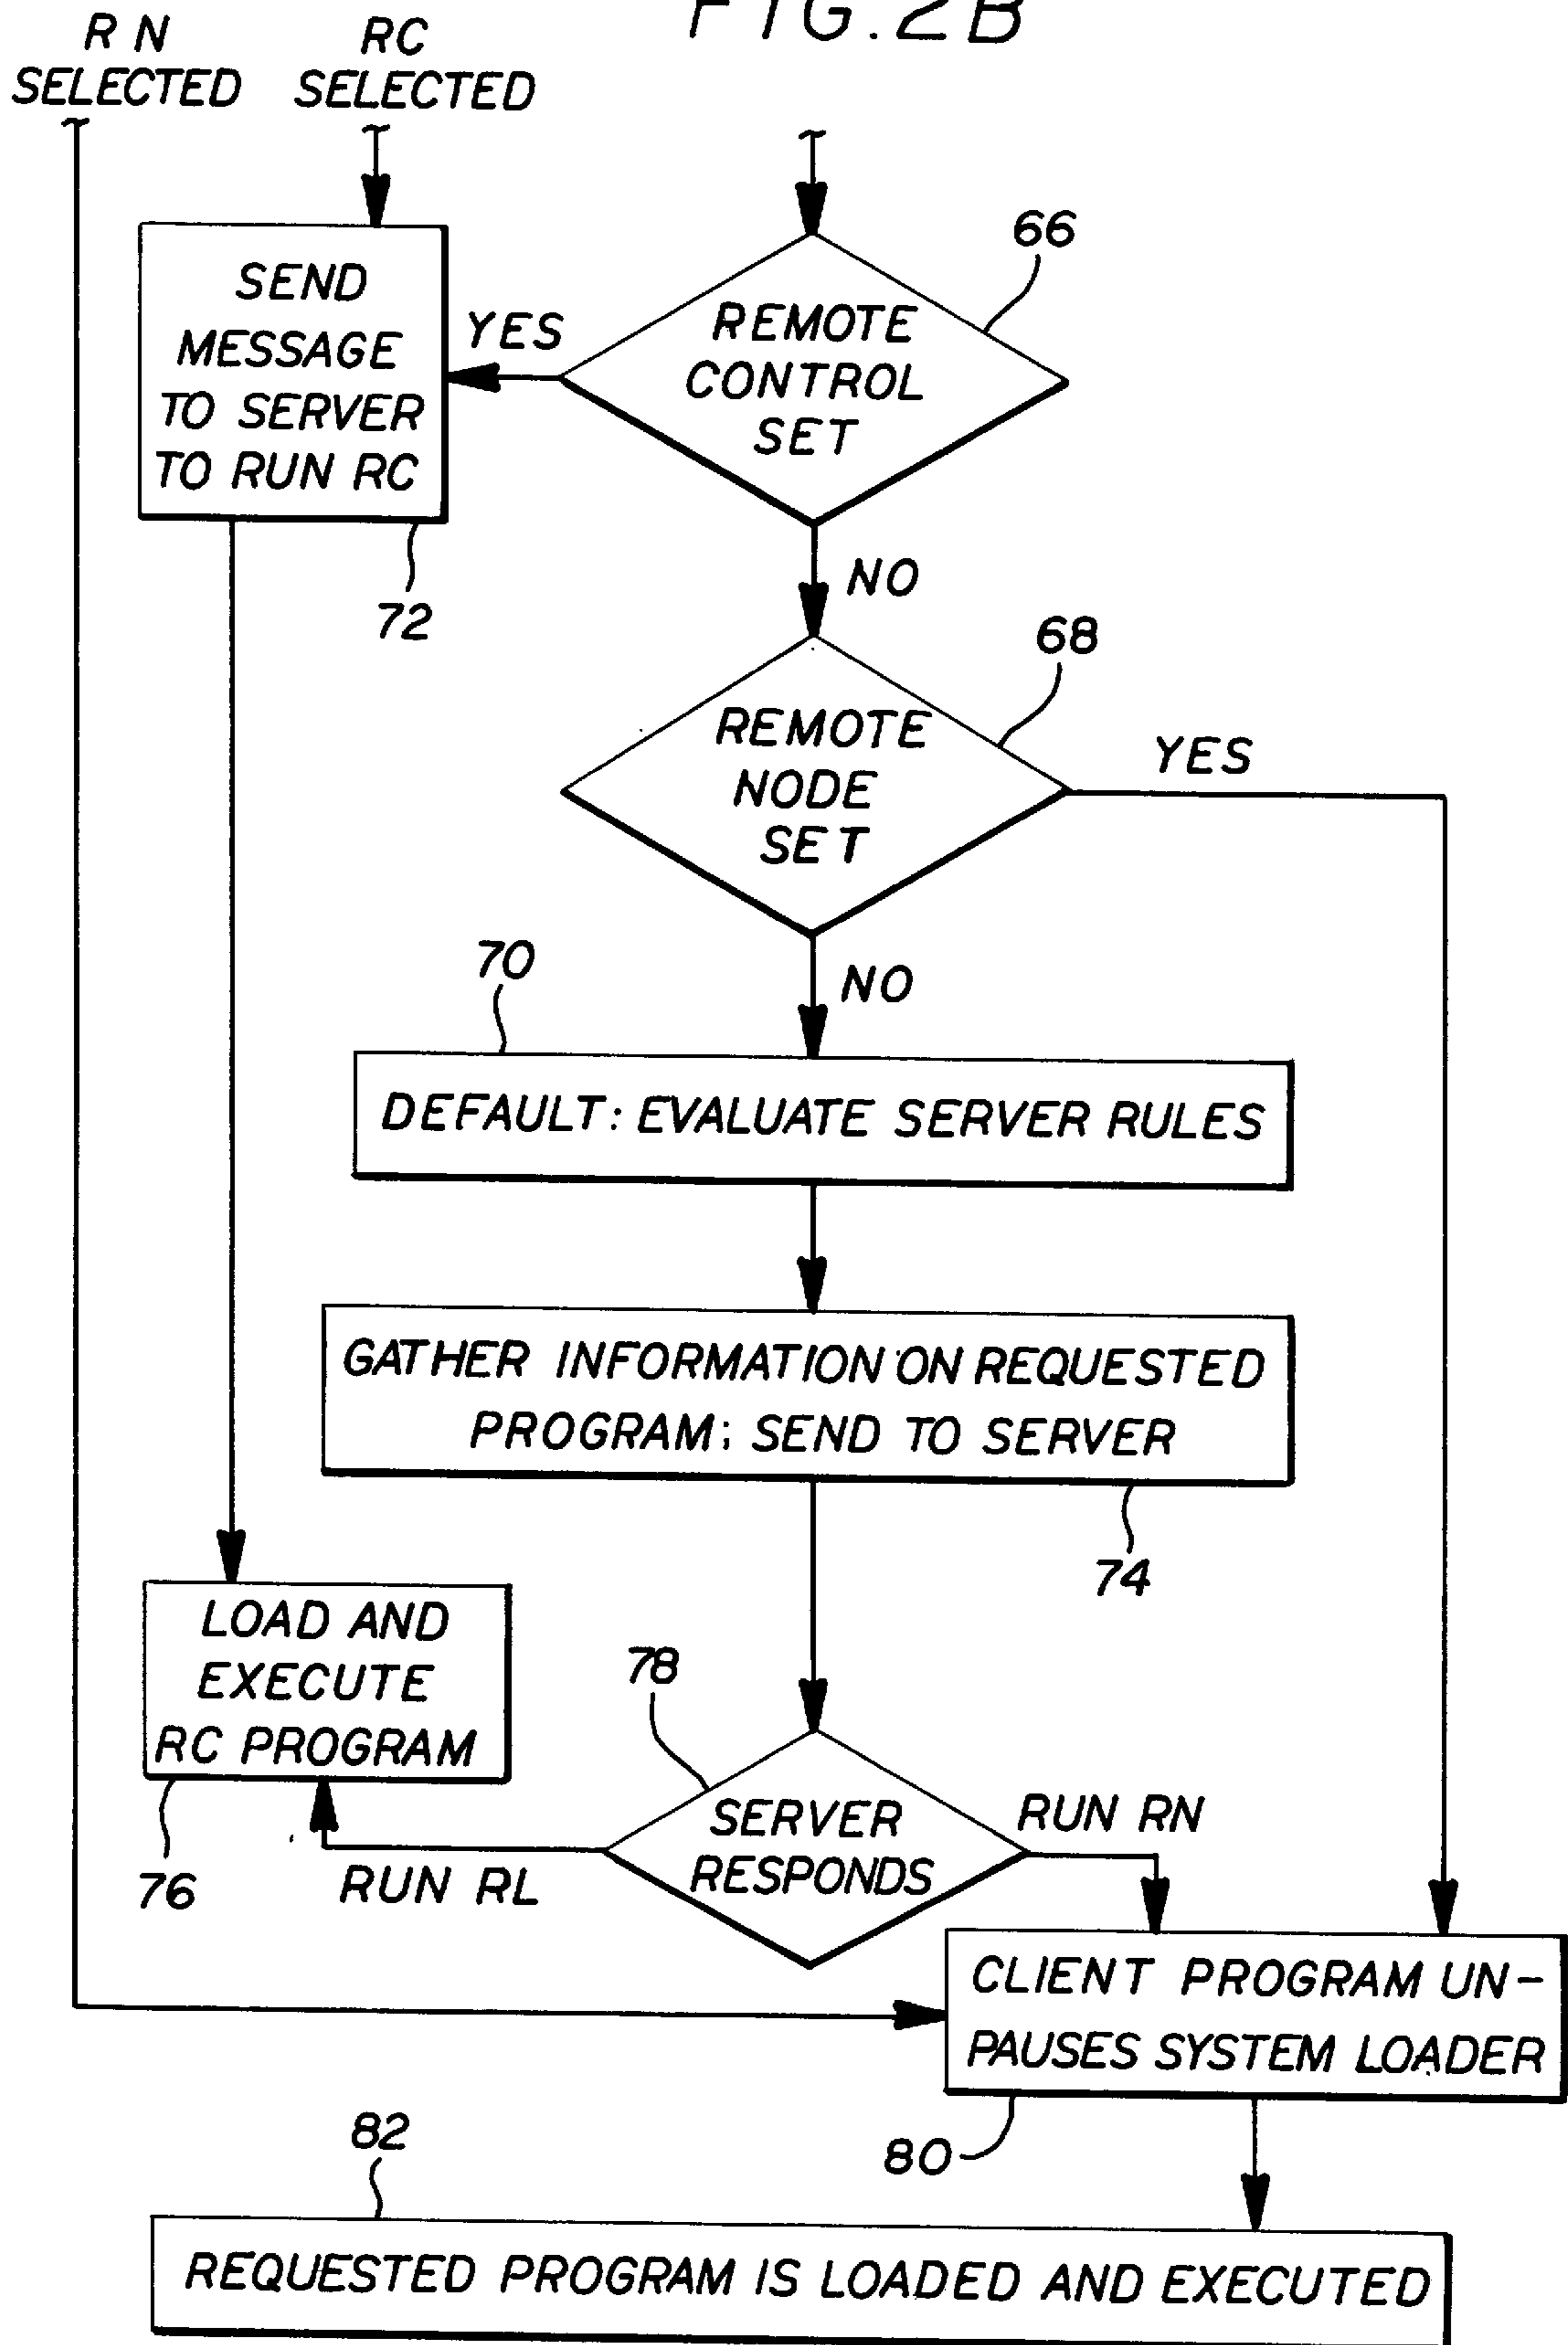 FIG. 2B
RN
SELECTED
RC
SELECTED
66
SEND
MESSAGE
TO SERVER
TO RUN RC
YES
REMOTE
CONTROL
SET
72
NO
68
REMOTE
NODE
SET
YES
70
NO
DEFAULT: EVALUATE SERVER RULES
GATHER INFORMATION ON REQUESTED
PROGRAM; SEND TO SERVER
74
LOAD AND
EXECUTE
RC PROGRAM
76
78
SERVER
RESPONDS
RUN RL
RUN RN
CLIENT PROGRAM UN-
PAUSES SYSTEM LOADER
80
82
REQUESTED PROGRAM IS LOADED AND EXECUTED